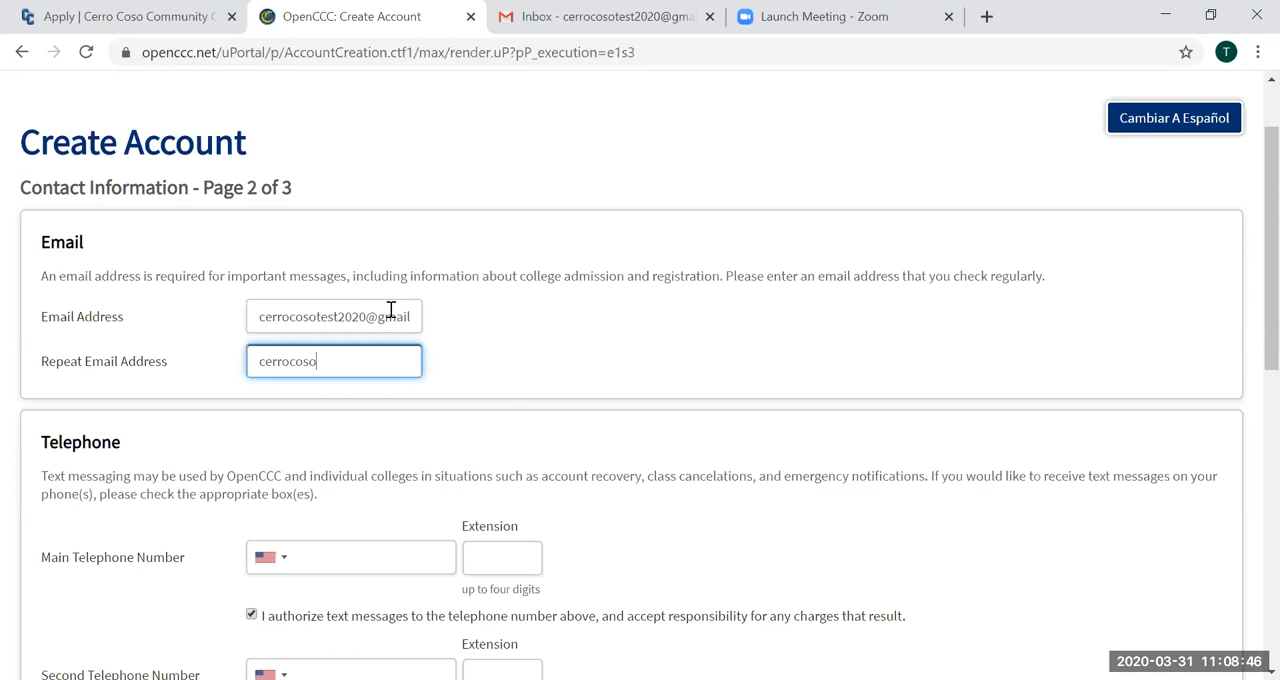 Apply | Cerro Coso Community C
OpenCCC: Create Account
Inbox - cerrocosotest2020@gma
Launch Meeting - Zoom
openccc.net/uPortal/p/AccountCreation.ctf1/max/render.uP?pP_execution=e1s3
T
Cambiar A Español
Create Account
Contact Information - Page 2 of 3
Email
An email address is required for important messages, including information about college admission and registration. Please enter an email address that you check regularly.
Email Address cerrocosotest2020@gmail
Repeat Email Address cerrocoso
Telephone
Text messaging may be used by OpenCCC and individual colleges in situations such as account recovery, class cancelations, and emergency notifications. If you would like to receive text messages on your
phone(s), please check the appropriate box(es).
Extension
Main Telephone Number
up to four digits
I authorize text messages to the telephone number above, and accept responsibility for any charges that result.
Extension
Second Telephone Number
2020-03-31 11:08:46